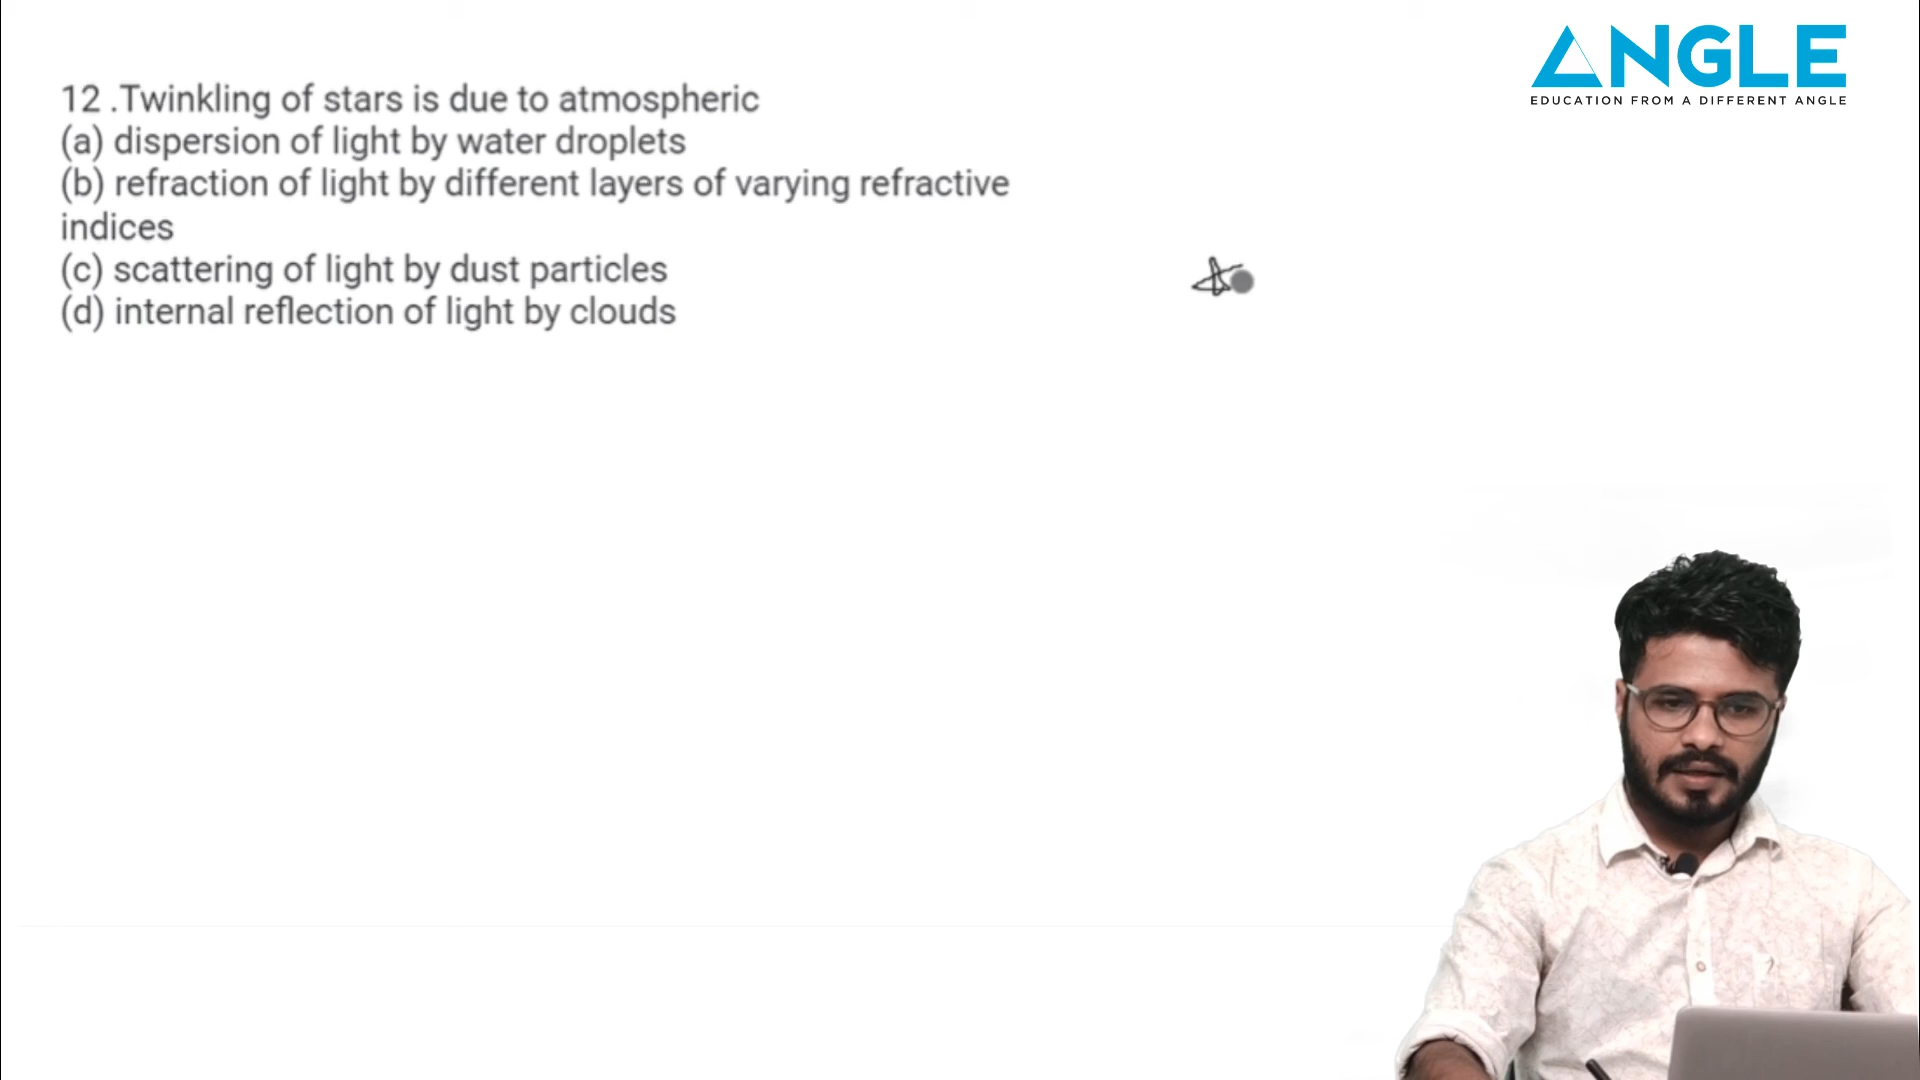 ANGLE
EDUCATION FROM A DIFFERENT ANGLE
12 .Twinkling of stars is due to atmospheric
(a) dispersion of light by water droplets
(b) refraction of light by different layers of varying refractive
indices
(c) scattering of light by dust particles
(d) internal reflection of light by clouds